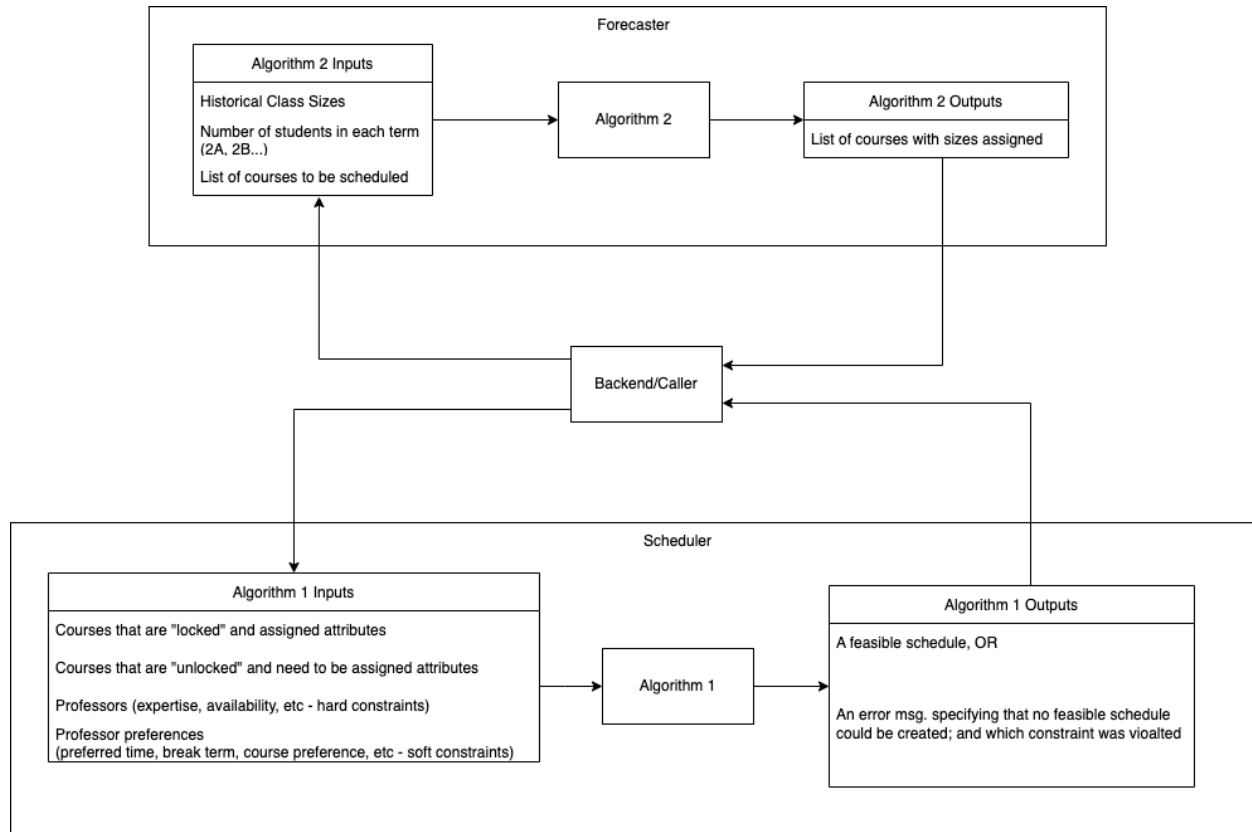 Forecaster
Algorithm 2 Inputs
Historical Class Sizes
Number of students in each term
(2A, 2B...)
List of courses to be scheduled
Algorithm 2
Algorithm 2 Outputs
List of courses with sizes assigned
Backend/Caller
Scheduler
Algorithm 1 Inputs
Courses that are "locked" and assigned attributes
Courses that are "unlocked" and need to be assigned attributes
Professors (expertise, availability, etc - hard constraints)
Professor preferences
(preferred time, break term, course preference, etc - soft constraints)
Algorithm 1
Algorithm 1 Outputs
A feasible schedule, OR
An error msg. specifying that no feasible schedule
could be created; and which constraint was vioalted